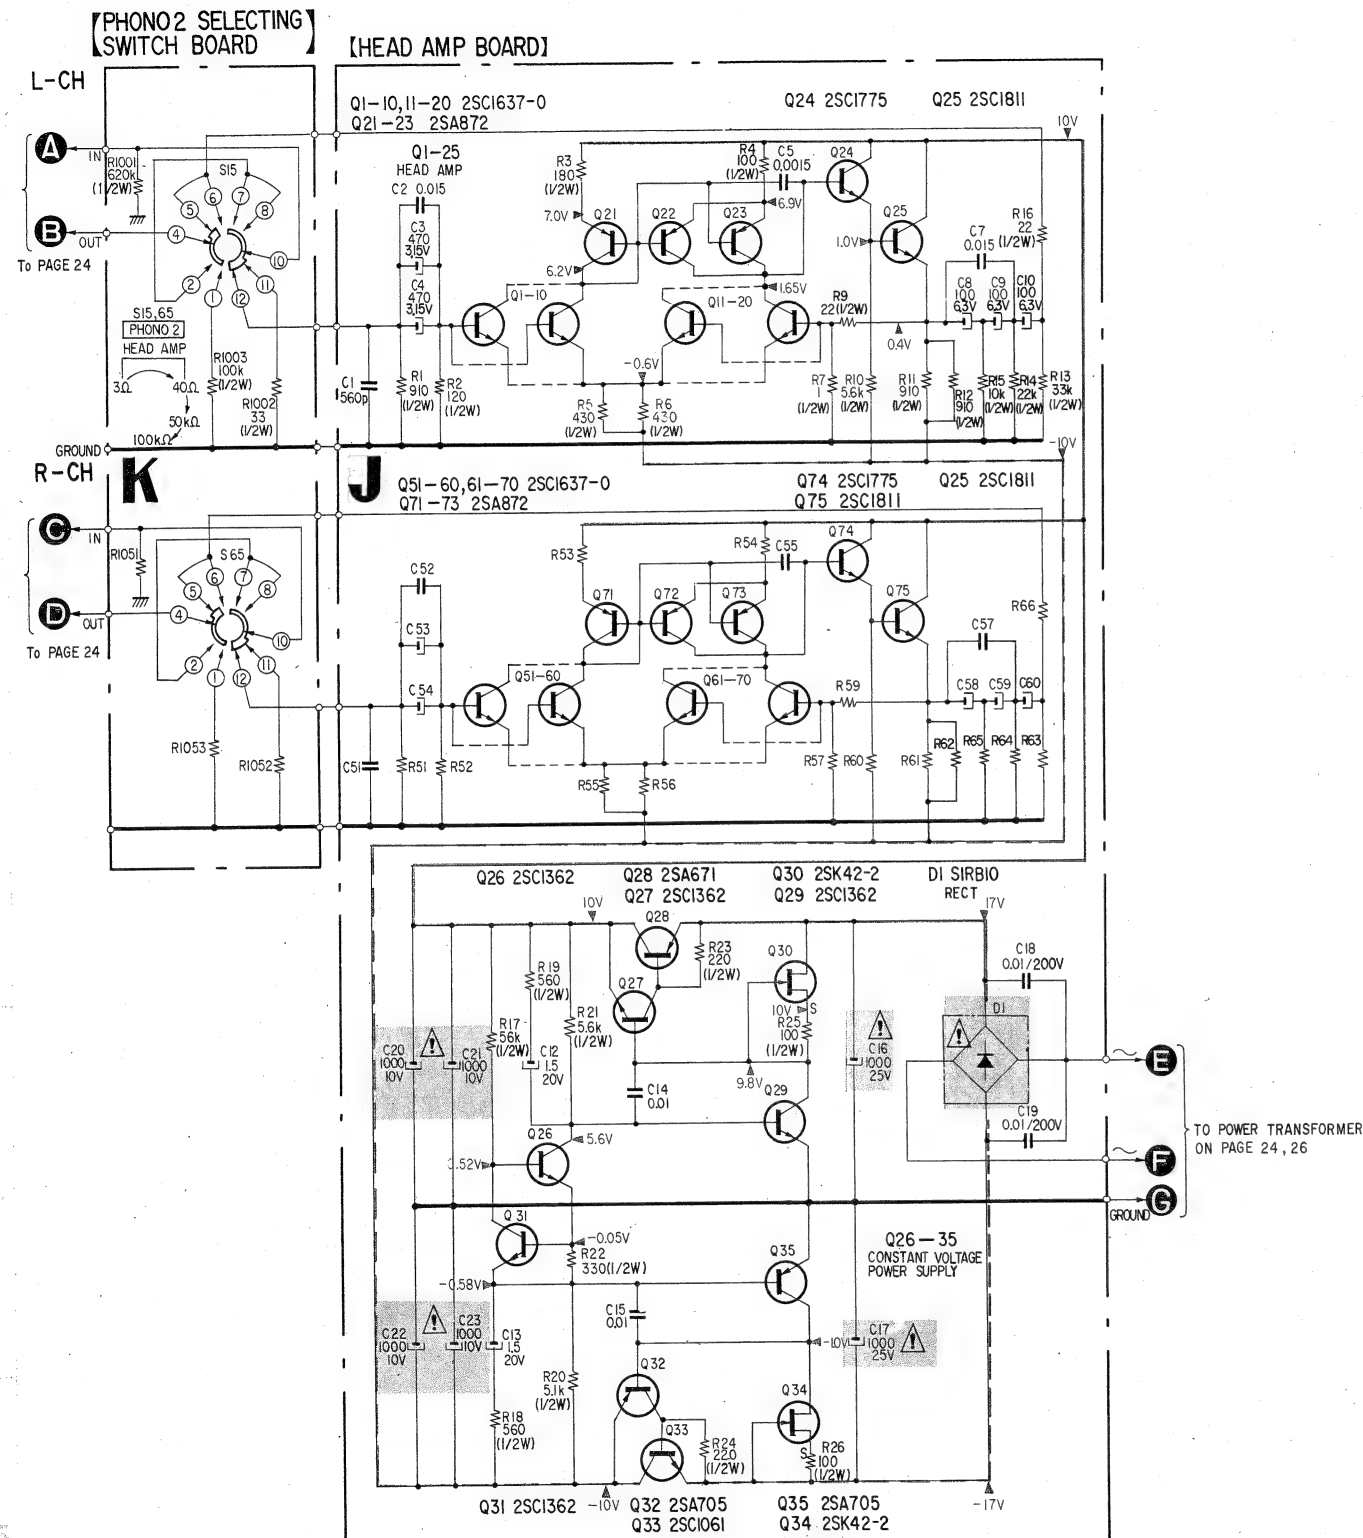 PHONO 2 SELECTING
SWITCH BOARD
【HEAD AMP BOARD】
L-CH
Q1-10,11-20 2SC1637-0
Q21-23 2SA872
Q24 2SC1775
Q25 2SC1811
10V
A
IN
R1001
620k
(1/2W)
S15
Q1-25
HEAD AMP
C2 0.015
R3
180
(1/2W)
R4
100
(1/2W)
C5
0.0015
Q24
6
7
5
8
B
OUT
4
To PAGE 24
C3
470
3.15V
7.0V
Q21
Q22
Q23
6.9V
Q25
1.0V
R16
22
(1/2W)
C7
0.015
10
2
1
12
11
6.2V
C4
470
3.15V
Q1-10
Q11-20
1.65V
R9
22(1/2W)
C8
100
6.3V
C9
100
6.3V
C10
100
6.3V
S15,65
PHONO 2
HEAD AMP
3Ω
40Ω
50kΩ
100kΩ
R1003
100k
(1/2W)
R1002
33
(1/2W)
C1
560p
R1
910
(1/2W)
R2
120
(1/2W)
-0.6V
0.4V
R5
430
(1/2W)
R6
430
(1/2W)
R7
1
(1/2W)
R10
5.6k
(1/2W)
R11
910
(1/2W)
R12
910
(1/2W)
R15
10k
(1/2W)
R14
22k
(1/2W)
R13
33k
(1/2W)
GROUND
-10V
R-CH
K
J
Q51-60,61-70 2SC1637-0
Q71-73 2SA872
Q74 2SC1775
Q75 2SC1811
Q25 2SC1811
C
IN
R1051
S65
C52
R53
R54
C55
Q74
6
7
5
8
D
OUT
4
To PAGE 24
C53
Q71
Q72
Q73
Q75
R66
C57
10
2
1
12
11
C54
Q51-60
Q61-70
R59
C58
C59
C60
R1053
R1052
C51
R51
R52
R55
R56
R57
R60
R61
R62
R65
R64
R63
Q26 2SC1362
Q28 2SA671
Q27 2SC1362
Q30 2SK42-2
Q29 2SC1362
D1 SIRB10
RECT
10V
17V
Q28
R23
220
(1/2W)
Q30
C18
0.01/200V
R19
560
(1/2W)
Q27
R21
5.6k
(1/2W)
10V
S
R25
100
(1/2W)
D1
R17
56k
(1/2W)
C20
1000
10V
C21
1000
10V
C12
1.5
20V
C14
0.01
9.8V
C16
1000
25V
E
Q29
C19
0.01/200V
Q26
5.6V
TO POWER TRANSFORMER
ON PAGE 24,26
F
G
GROUND
Q31
-0.05V
R22
330(1/2W)
Q35
Q26-35
CONSTANT VOLTAGE
POWER SUPPLY
-0.58V
C15
0.01
C22
1000
10V
C23
1000
10V
C13
1.5
20V
C17
1000
25V
Q32
R20
5.1k
(1/2W)
Q34
R18
560
(1/2W)
Q33
R24
220
(1/2W)
S
R26
100
(1/2W)
Q31 2SC1362
-10V
Q32 2SA705
Q33 2SC1061
Q35 2SA705
Q34 2SK42-2
-17V